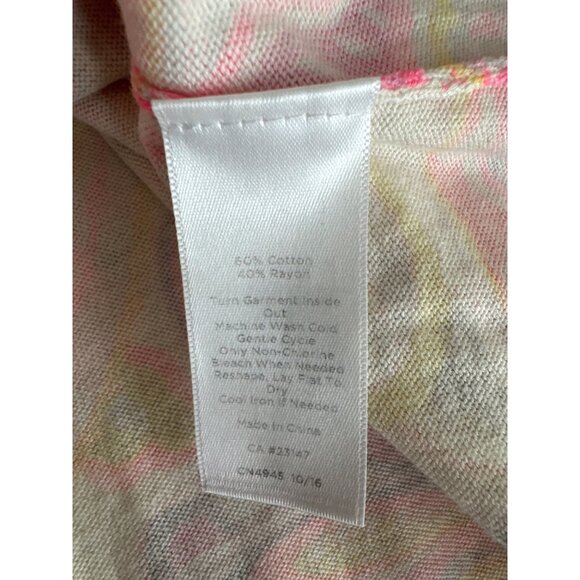 60% Cotton
40% Rayon
Turn Garment Inside
Out
Machine Wash Cold
Gentle Cycle
Only Non-Chlorine
Bleach When Needed
Reshape, Lay Flat To
Dry
Cool Iron If Needed
Made In China
CA #23147
CN4945 10/16